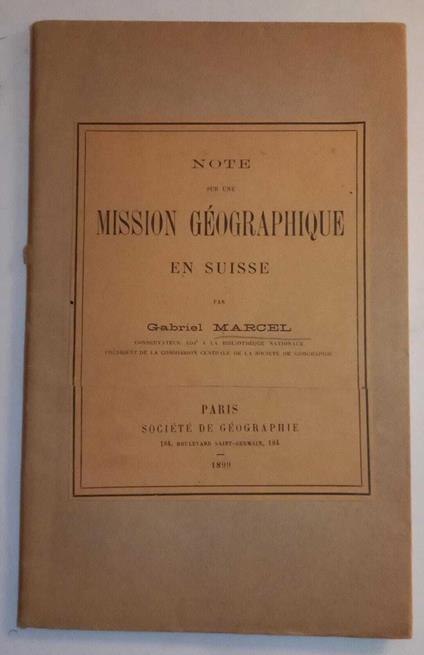 NOTE
SUR UNE
MISSION GÉOGRAPHIQUE
EN SUISSE
PAR
Gabriel MARCEL
CONSERVATEUR ADJt A LA BIBLIOTHÈQUE NATIONALE
PRÉSIDENT DE LA COMMISSION CENTRALE DE LA SOCIÉTÉ DE GÉOGRAPHIE
PARIS
SOCIÉTÉ DE GÉOGRAPHIE
184, BOULEVARD SAINT-GERMAIN, 184
1899